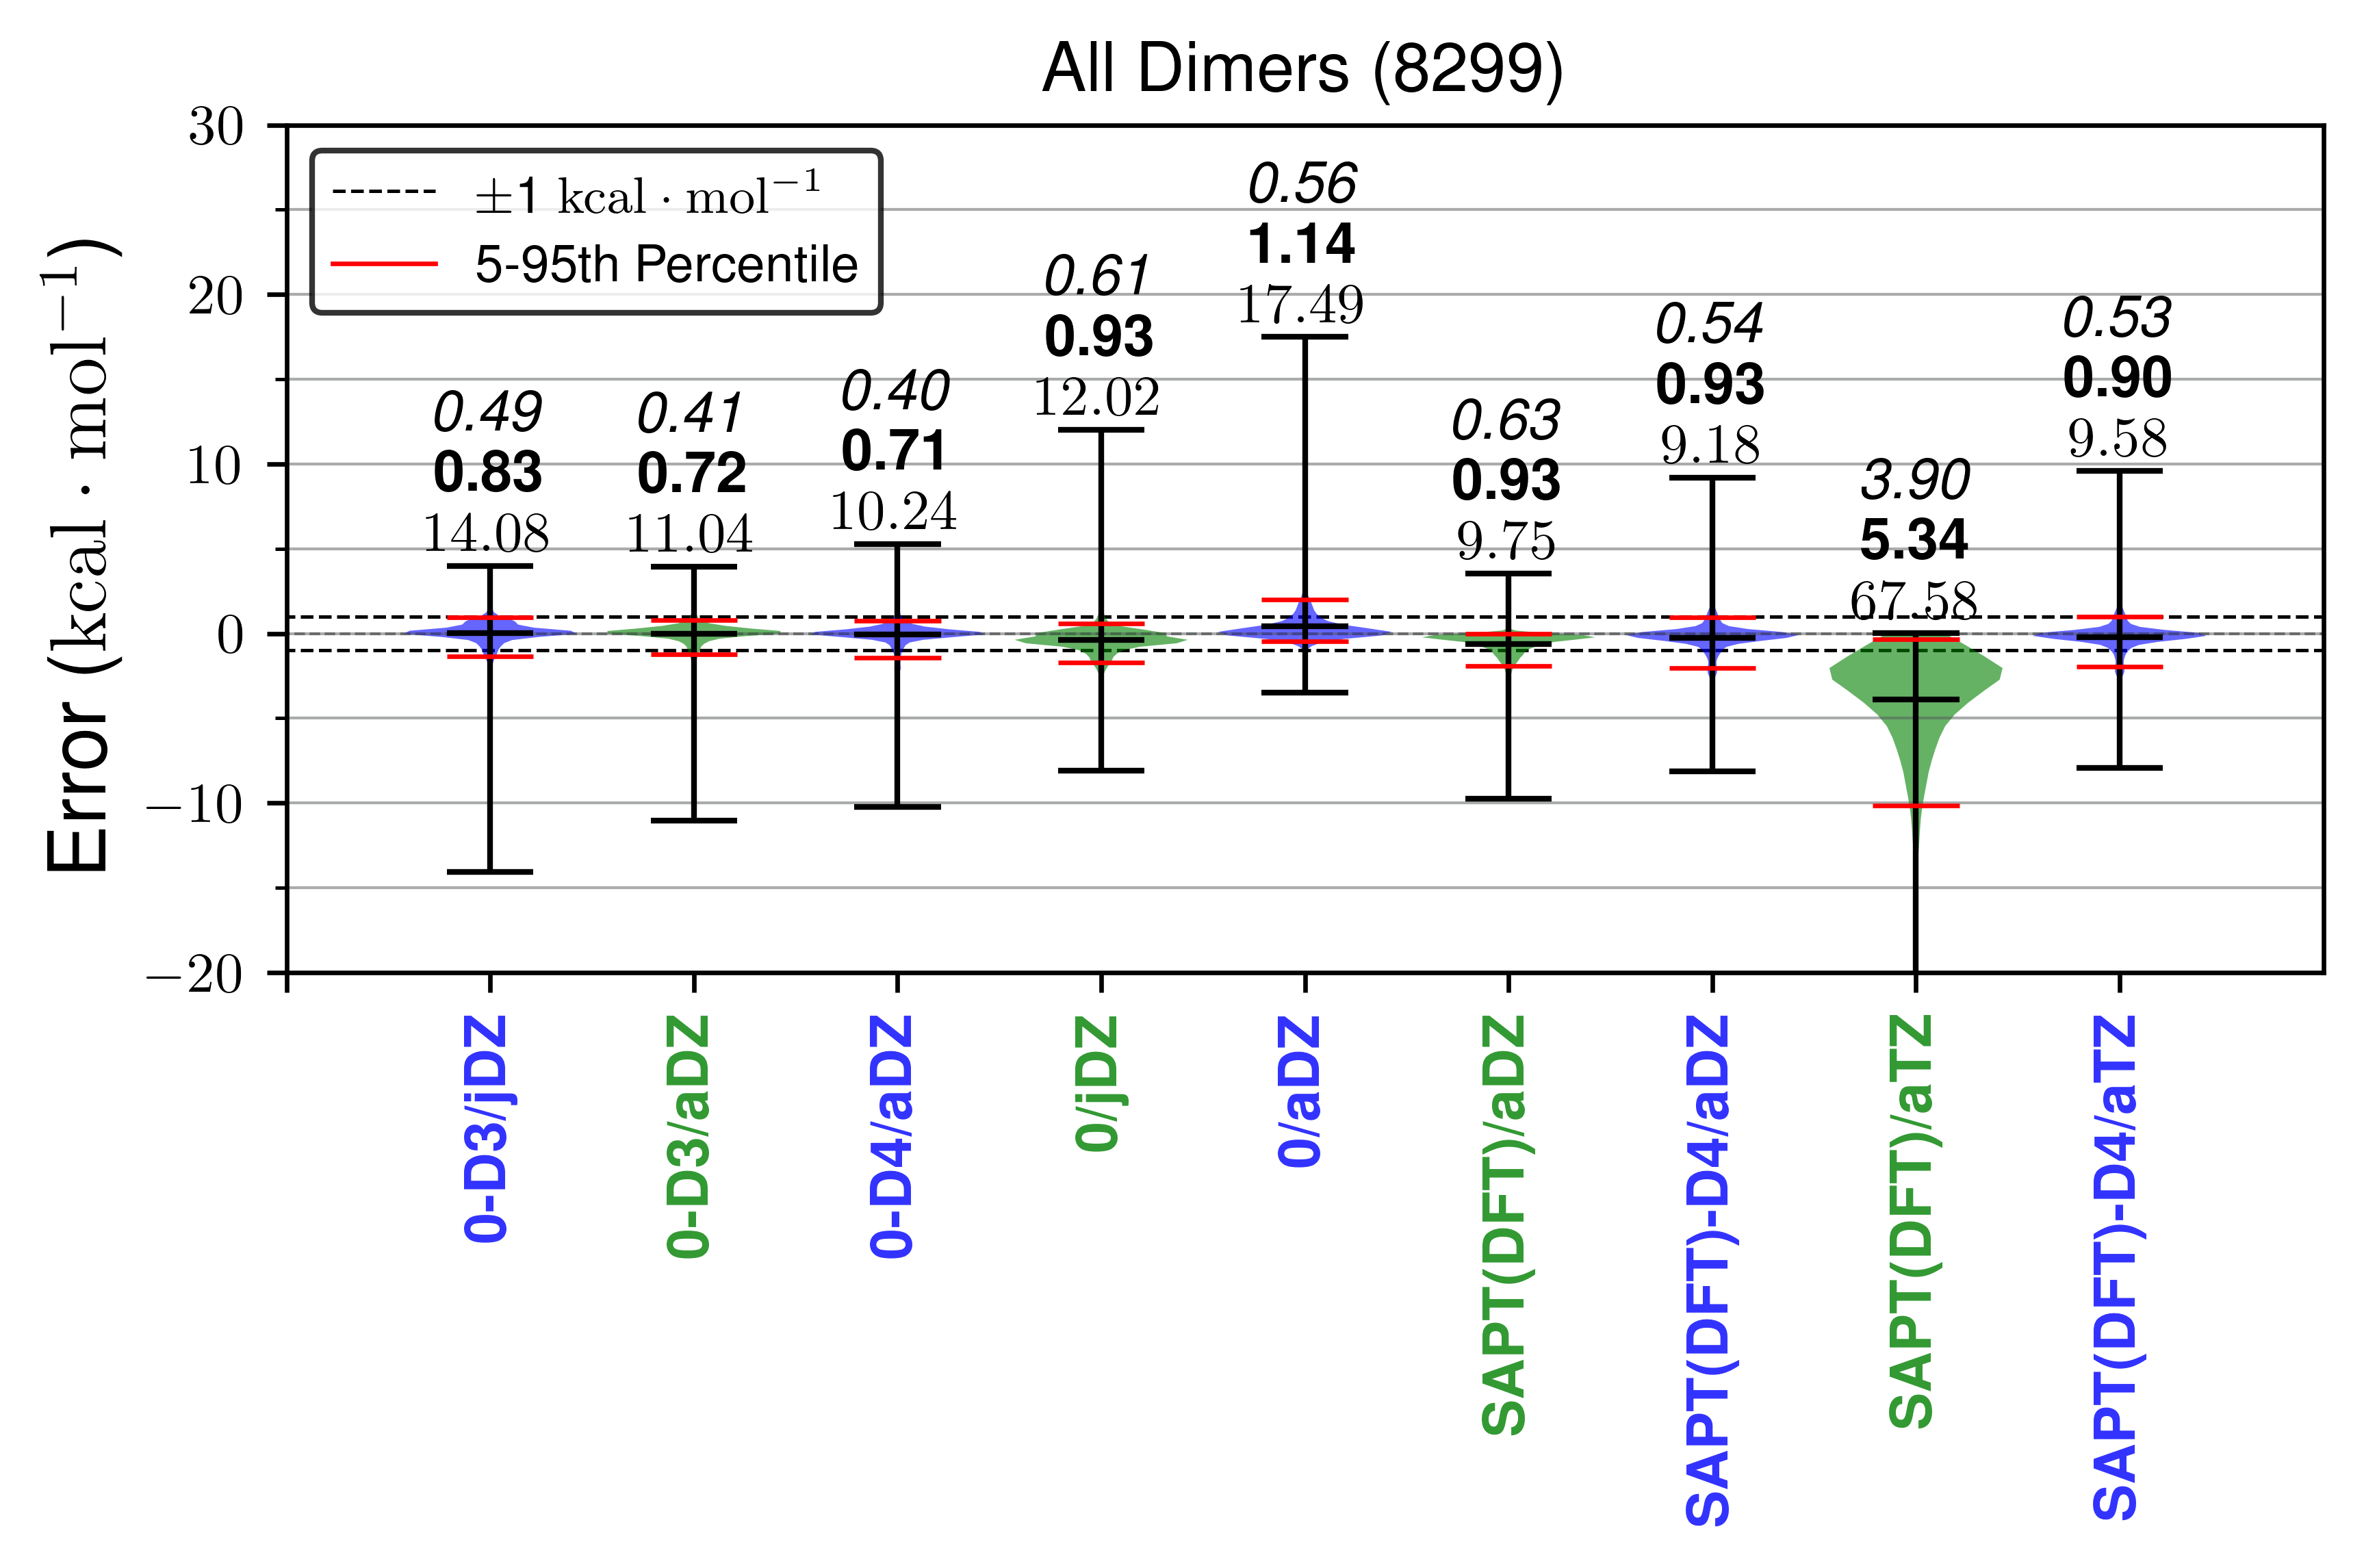 All Dimers (8299)
Error (kcal · mol⁻¹)
30
20
10
0
−10
−20
±1 kcal · mol⁻¹
5-95th Percentile
0.49
0.83
14.08
0.41
0.72
11.04
0.40
0.71
10.24
0.61
0.93
12.02
0.56
1.14
17.49
0.63
0.93
9.75
0.54
0.93
9.18
3.90
5.34
67.58
0.53
0.90
9.58
0-D3/jDZ
0-D3/aDZ
0-D4/aDZ
0/jDZ
0/aDZ
SAPT(DFT)/aDZ
SAPT(DFT)-D4/aDZ
SAPT(DFT)/aTZ
SAPT(DFT)-D4/aTZ